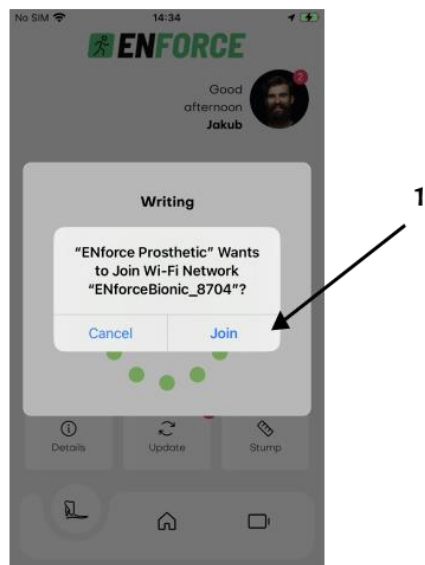 No SIM 14:34
ENFORCE
Good
afternoon
Jakub
2
Writing
"ENforce Prosthetic" Wants
to Join Wi-Fi Network
"ENforceBionic_8704"?
Cancel Join
1
Details Update Stump